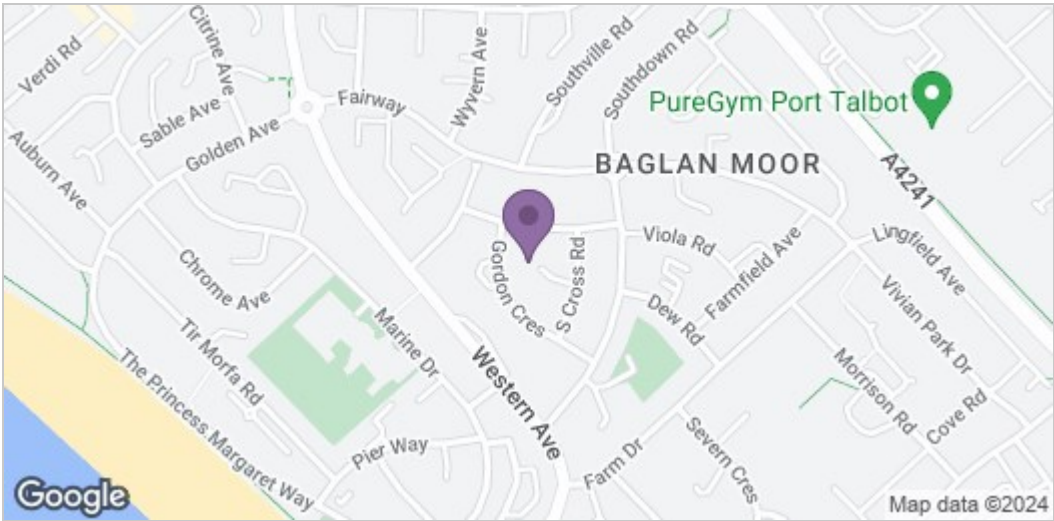 Verdi Rd
Citrine Ave
Wyvern Ave
Southville Rd
Southdown Rd
Fairway
PureGym Port Talbot
Sable Ave
Golden Ave
Auburn Ave
BAGLAN MOOR
A4241
Gordon Cres
S Cross Rd
Viola Rd
Lingfield Ave
Chrome Ave
Farmfield Ave
Dew Rd
Vivian Park Dr
Tir Morfa Rd
Marine Dr
Western Ave
Morrison Rd
The Princess Margaret Way
Cove Rd
Pier Way
Farm Dr
Severn Cres
Google
Map data ©2024